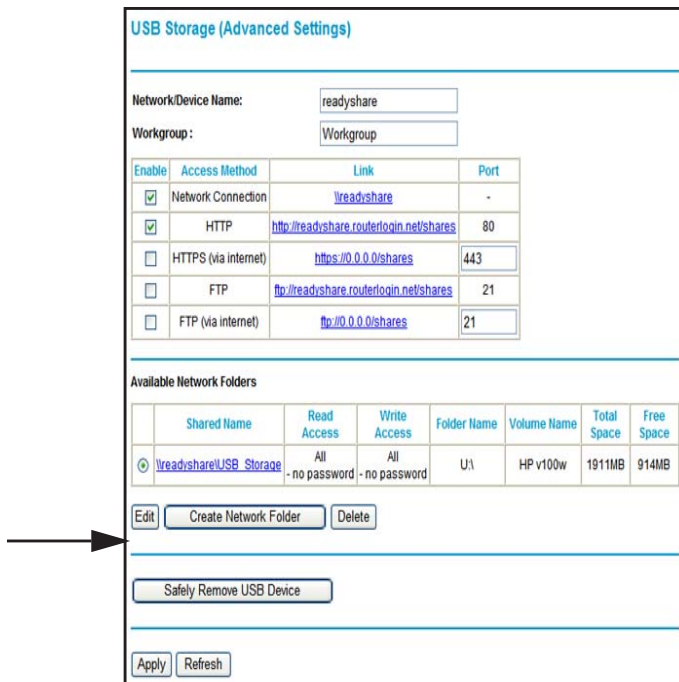 USB Storage (Advanced Settings)
Network/Device Name: readyshare
Workgroup : Workgroup
Enable Access Method Link Port
Network Connection \\readyshare -
HTTP http://readyshare.routerlogin.net/shares 80
HTTPS (via internet) https://0.0.0.0/shares 443
FTP ftp://readyshare.routerlogin.net/shares 21
FTP (via internet) ftp://0.0.0.0/shares 21
Available Network Folders
Shared Name Read Access Write Access Folder Name Volume Name Total Space Free Space
\\readyshare\USB_Storage All - no password All - no password U:\ HP v100w 1911MB 914MB
Edit Create Network Folder Delete
Safely Remove USB Device
Apply Refresh